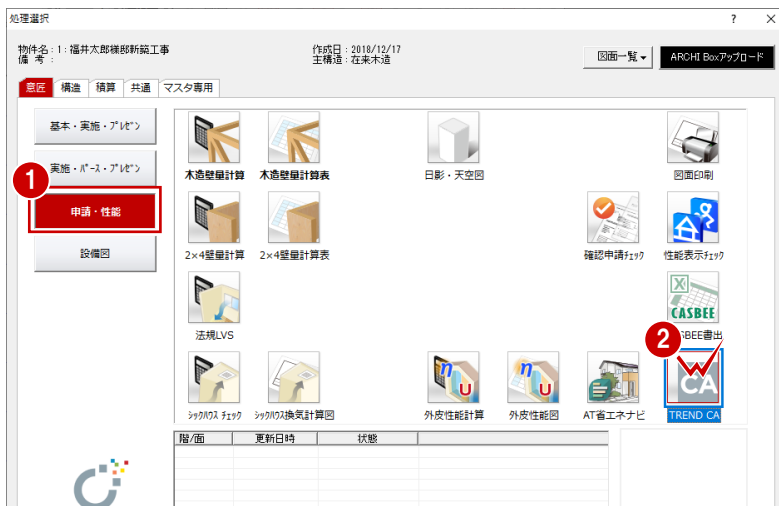 処理選択
?
物件名:1:福井太郎様邸新築工事
備 考 :
作成日:2018/12/17
主構造:在来木造
図面一覧
ARCHI Boxアップロード
意匠 構造 積算 共通 マスタ専用
基本・実施・プレゼン
実施・パース・プレゼン
1
申請・性能
設備図
木造壁量計算 木造壁量計算表 日影・天空図 図面印刷
2×4壁量計算 2×4壁量計算表 確認申請チェック 性能表示チェック
CASBEE
法規LVS
SBEE書出
2
n u
n u
CA
シックハウス チェック シックハウス換気計算図 外皮性能計算 外皮性能図 AT省エネナビ TREND CA
階/面 更新日時 状態